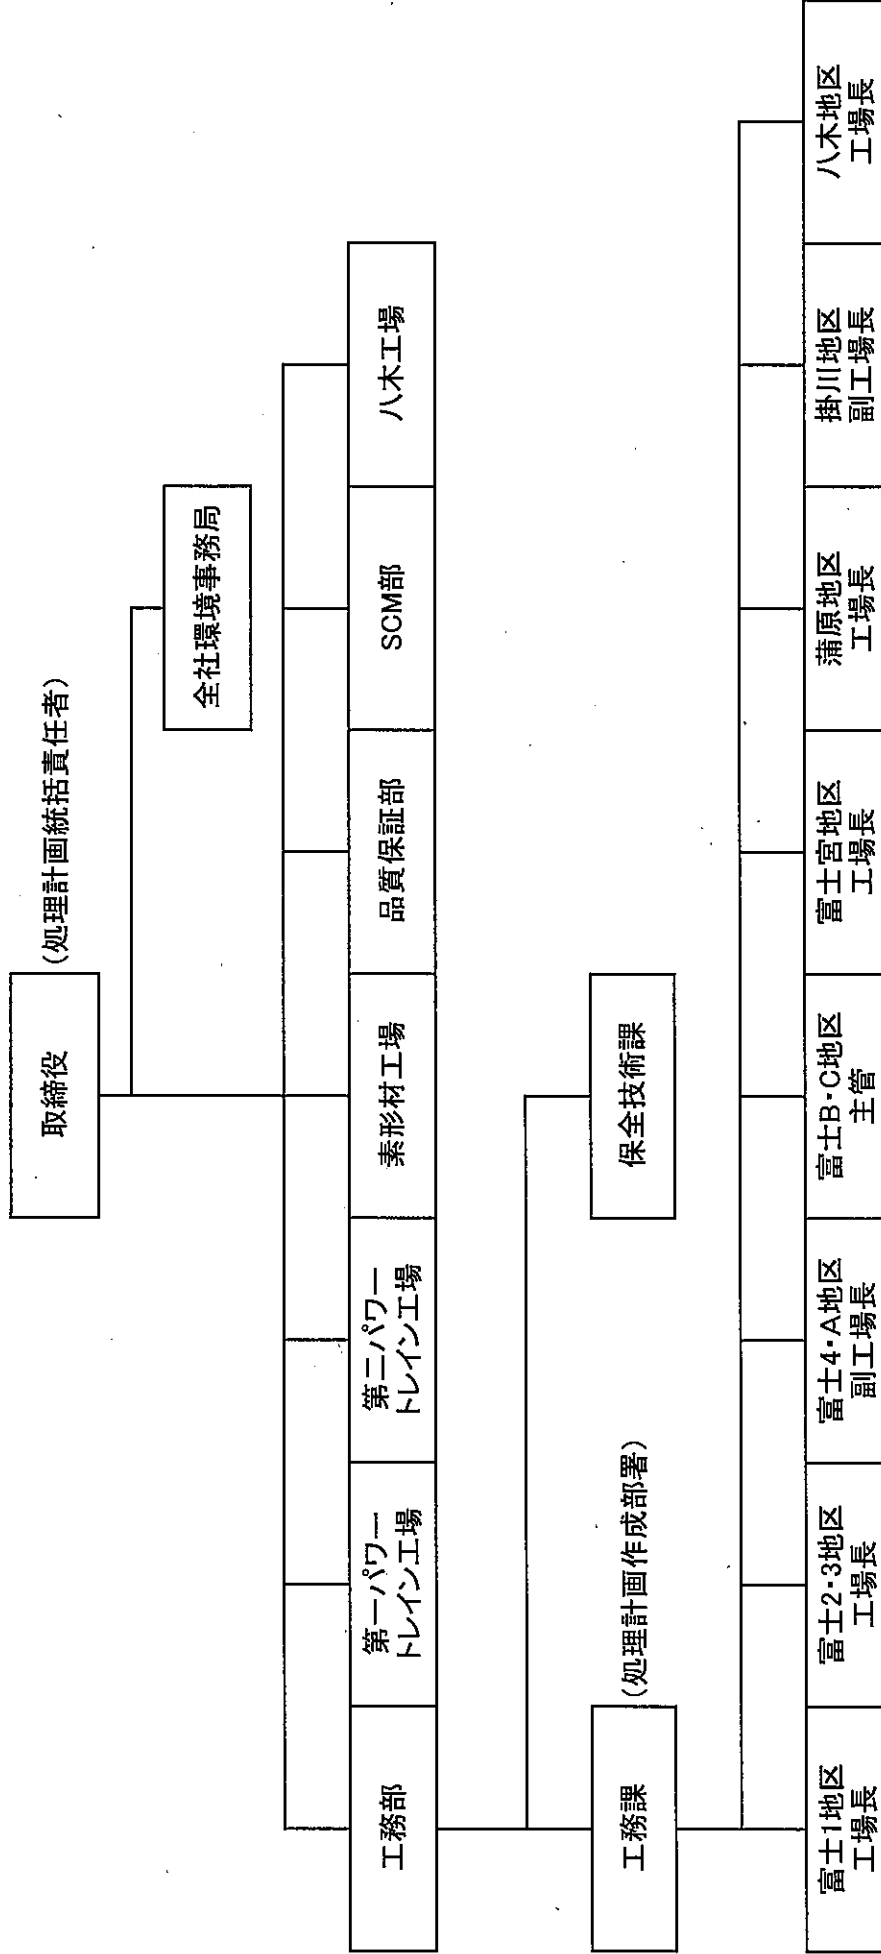 取締役
(処理計画統括責任者)
全社環境事務局
工務部
第一パワー
トレイン工場
第二パワー
トレイン工場
素形材工場
品質保証部
SCM部
八木工場
工務課
(処理計画作成部署)
保全技術課
富士1地区
工場長
富士2・3地区
工場長
富士4・A地区
副工場長
富士B・C地区
主管
富士宮地区
工場長
蒲原地区
工場長
掛川地区
副工場長
八木地区
工場長